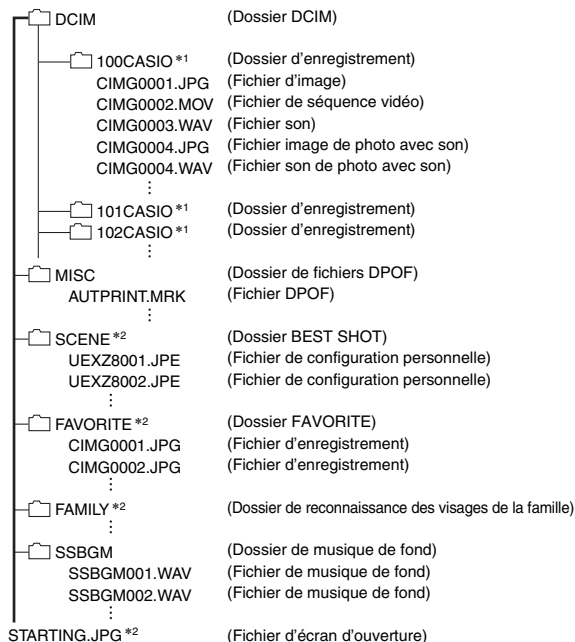 DCIM (Dossier DCIM)
100CASIO *1 (Dossier d'enregistrement)
CIMG0001.JPG (Fichier d'image)
CIMG0002.MOV (Fichier de séquence vidéo)
CIMG0003.WAV (Fichier son)
CIMG0004.JPG (Fichier image de photo avec son)
CIMG0004.WAV (Fichier son de photo avec son)
101CASIO *1 (Dossier d'enregistrement)
102CASIO *1 (Dossier d'enregistrement)
MISC (Dossier de fichiers DPOF)
AUTPRINT.MRK (Fichier DPOF)
SCENE *2 (Dossier BEST SHOT)
UEXZ8001.JPE (Fichier de configuration personnelle)
UEXZ8002.JPE (Fichier de configuration personnelle)
FAVORITE *2 (Dossier FAVORITE)
CIMG0001.JPG (Fichier d'enregistrement)
CIMG0002.JPG (Fichier d'enregistrement)
FAMILY *2 (Dossier de reconnaissance des visages de la famille)
SSBGM (Dossier de musique de fond)
SSBGM001.WAV (Fichier de musique de fond)
SSBGM002.WAV (Fichier de musique de fond)
STARTING.JPG *2 (Fichier d'écran d'ouverture)